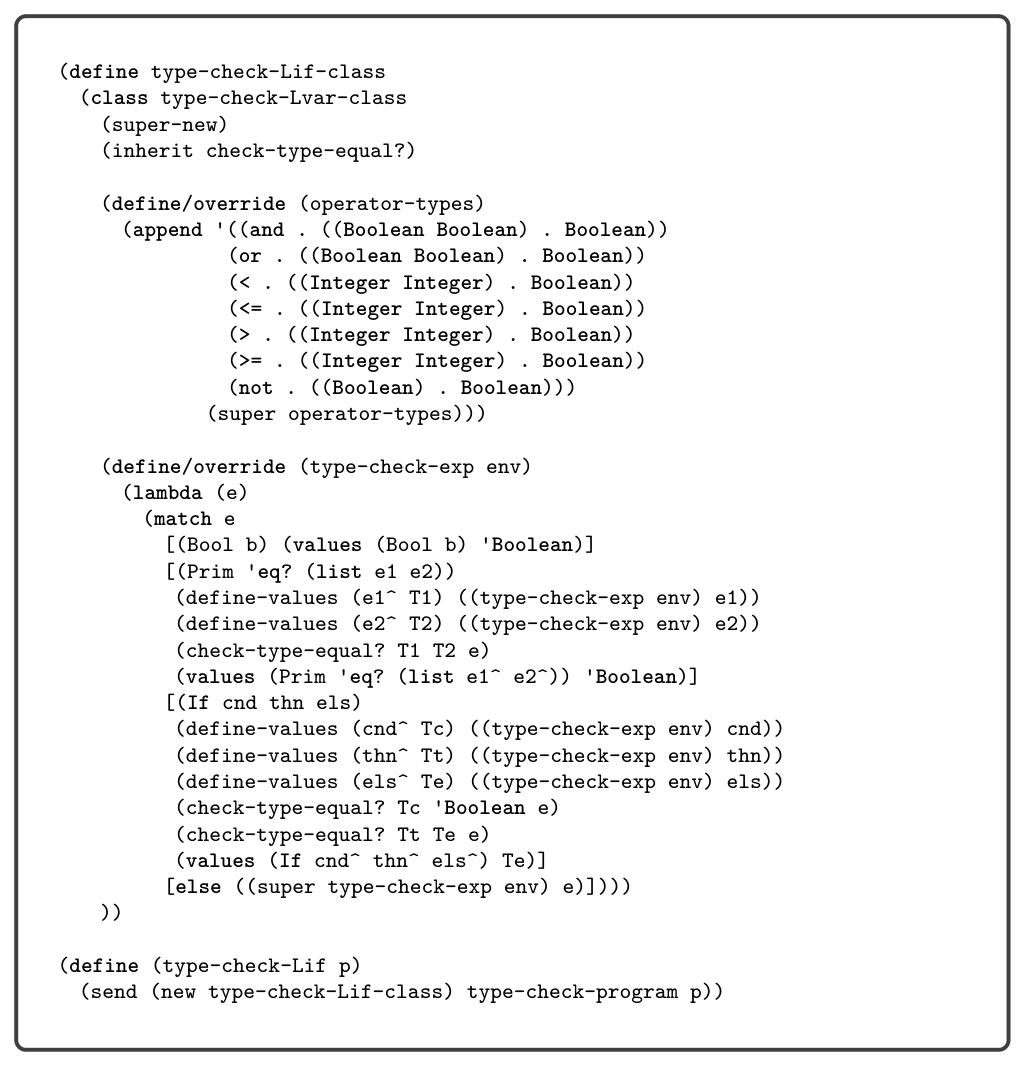 (define type-check-Lif-class
  (class type-check-Lvar-class
    (super-new)
    (inherit check-type-equal?)

    (define/override (operator-types)
      (append '((and . ((Boolean Boolean) . Boolean))
                (or . ((Boolean Boolean) . Boolean))
                (< . ((Integer Integer) . Boolean))
                (<= . ((Integer Integer) . Boolean))
                (> . ((Integer Integer) . Boolean))
                (>= . ((Integer Integer) . Boolean))
                (not . ((Boolean) . Boolean)))
              (super operator-types)))

    (define/override (type-check-exp env)
      (lambda (e)
        (match e
          [(Bool b) (values (Bool b) 'Boolean)]
          [(Prim 'eq? (list e1 e2))
           (define-values (e1^ T1) ((type-check-exp env) e1))
           (define-values (e2^ T2) ((type-check-exp env) e2))
           (check-type-equal? T1 T2 e)
           (values (Prim 'eq? (list e1^ e2^)) 'Boolean)]
          [(If cnd thn els)
           (define-values (cnd^ Tc) ((type-check-exp env) cnd))
           (define-values (thn^ Tt) ((type-check-exp env) thn))
           (define-values (els^ Te) ((type-check-exp env) els))
           (check-type-equal? Tc 'Boolean e)
           (check-type-equal? Tt Te e)
           (values (If cnd^ thn^ els^) Te)]
          [else ((super type-check-exp env) e)])))
    ))

(define (type-check-Lif p)
  (send (new type-check-Lif-class) type-check-program p))